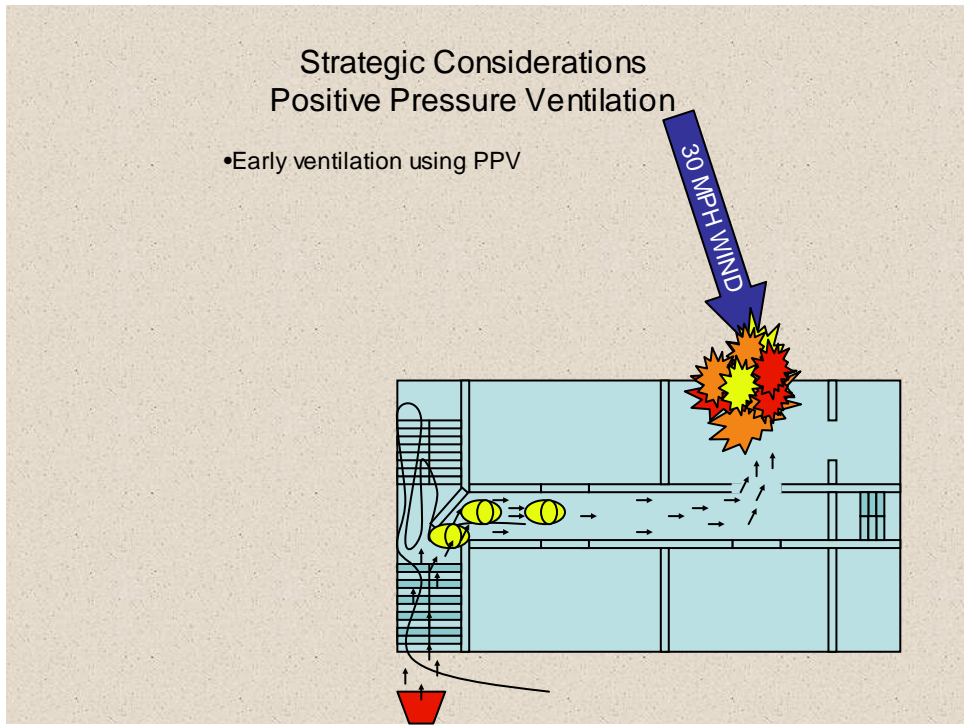 Strategic Considerations
Positive Pressure Ventilation
•Early ventilation using PPV
30 MPH WIND